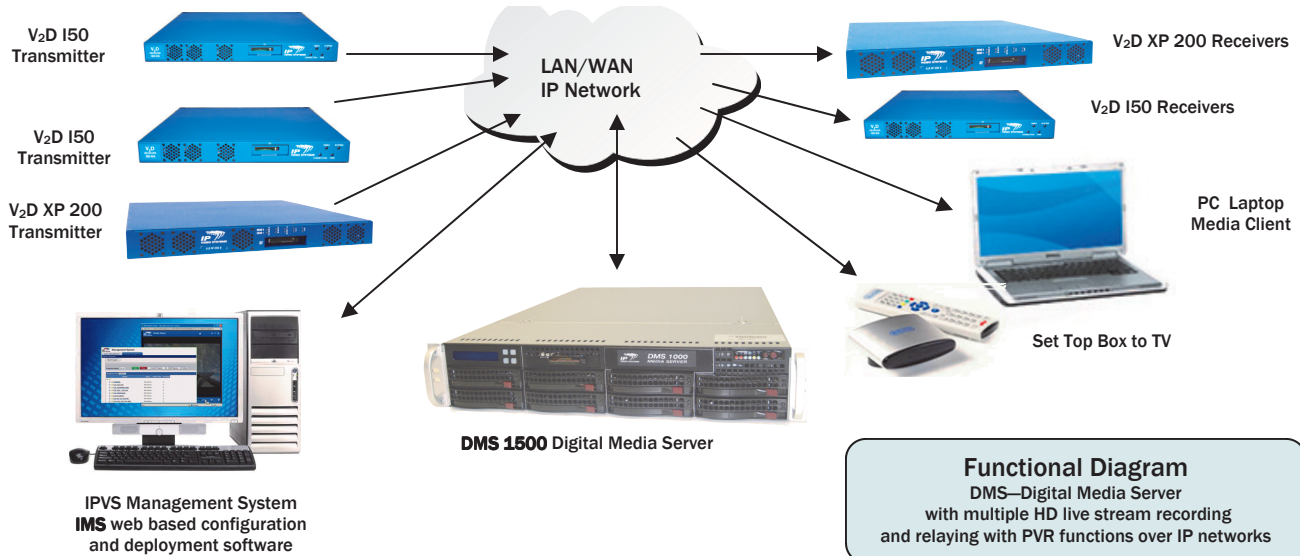 V2D I50
Transmitter
V2D I50
Transmitter
V2D XP 200
Transmitter
LAN/WAN
IP Network
V2D XP 200 Receivers
V2D I50 Receivers
PC Laptop
Media Client
Set Top Box to TV
IP
DMS 1000
MEDIA SERVER
DMS 1500 Digital Media Server
IPVS Management System
IMS web based configuration
and deployment software
Functional Diagram
DMS—Digital Media Server
with multiple HD live stream recording
and relaying with PVR functions over IP networks